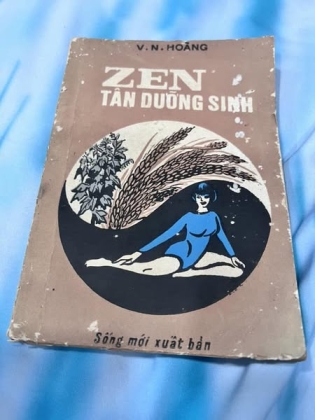 V.N.HOÀNG
ZEN
TÂN DƯỠNG SINH
Sống mới xuất bản